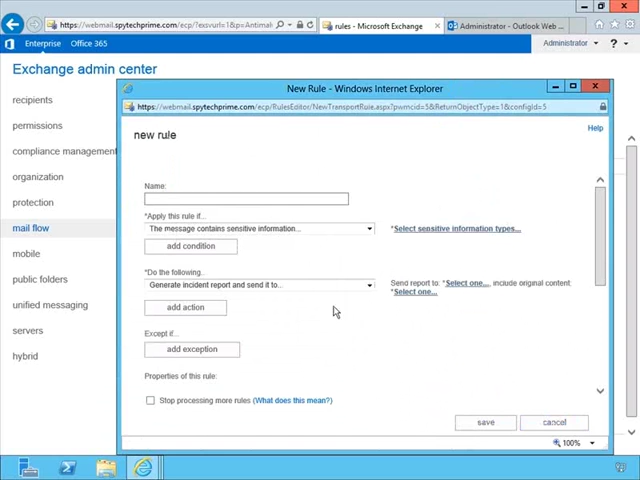 https://webmail.spytechprime.com/ecp/?exsvurl=1&p=Antimal
rules - Microsoft Exchange
Administrator - Outlook Web ...
Enterprise
Office 365
Administrator
?
Exchange admin center
recipients
permissions
compliance management
organization
protection
mail flow
mobile
public folders
unified messaging
servers
hybrid
New Rule - Windows Internet Explorer
https://webmail.spytechprime.com/ecp/RulesEditor/NewTransportRule.aspx?pwmcid=5&ReturnObjectType=1&configId=5
Help
new rule
Name:
*Apply this rule if...
The message contains sensitive information...
*Select sensitive information types...
add condition
*Do the following...
Generate incident report and send it to...
Send report to: *Select one..., include original content:
*Select one...
add action
Except if...
add exception
Properties of this rule:
Stop processing more rules (What does this mean?)
save
cancel
100%